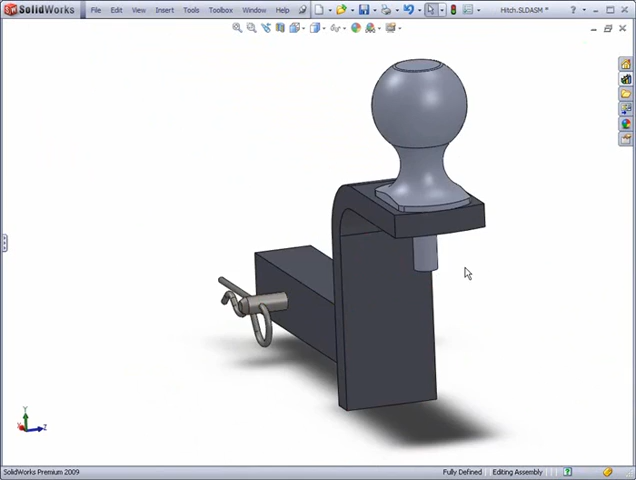 SolidWorks File Edit View Insert Tools Toolbox Window Help Hitch.SLDASM *
Y
X Z
SolidWorks Premium 2009 Fully Defined Editing Assembly